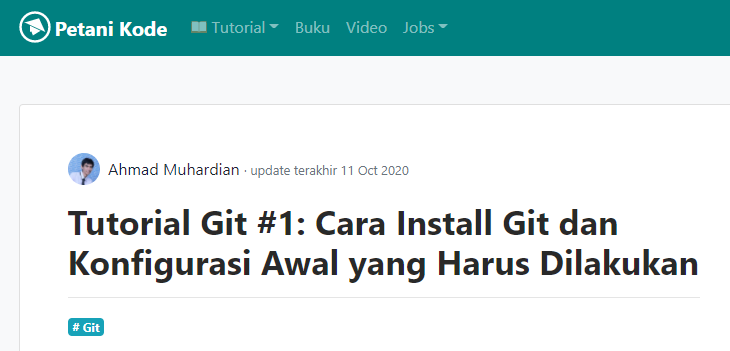 Petani Kode Tutorial Buku Video Jobs
Ahmad Muhardian · update terakhir 11 Oct 2020
Tutorial Git #1: Cara Install Git dan
Konfigurasi Awal yang Harus Dilakukan
# Git